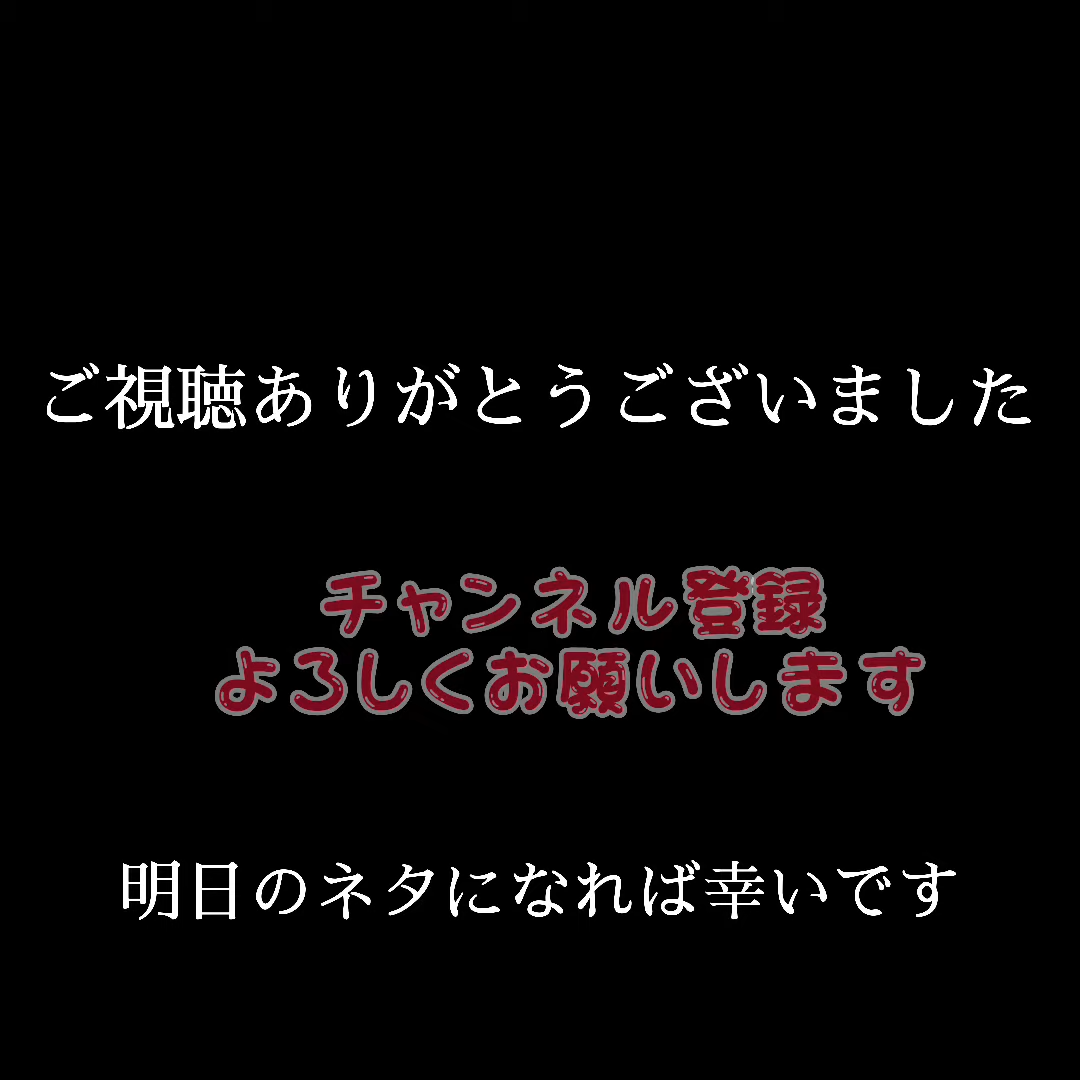 ご視聴ありがとうございました
チャンネル登録
よろしくお願いします
明日のネタになれば幸いです